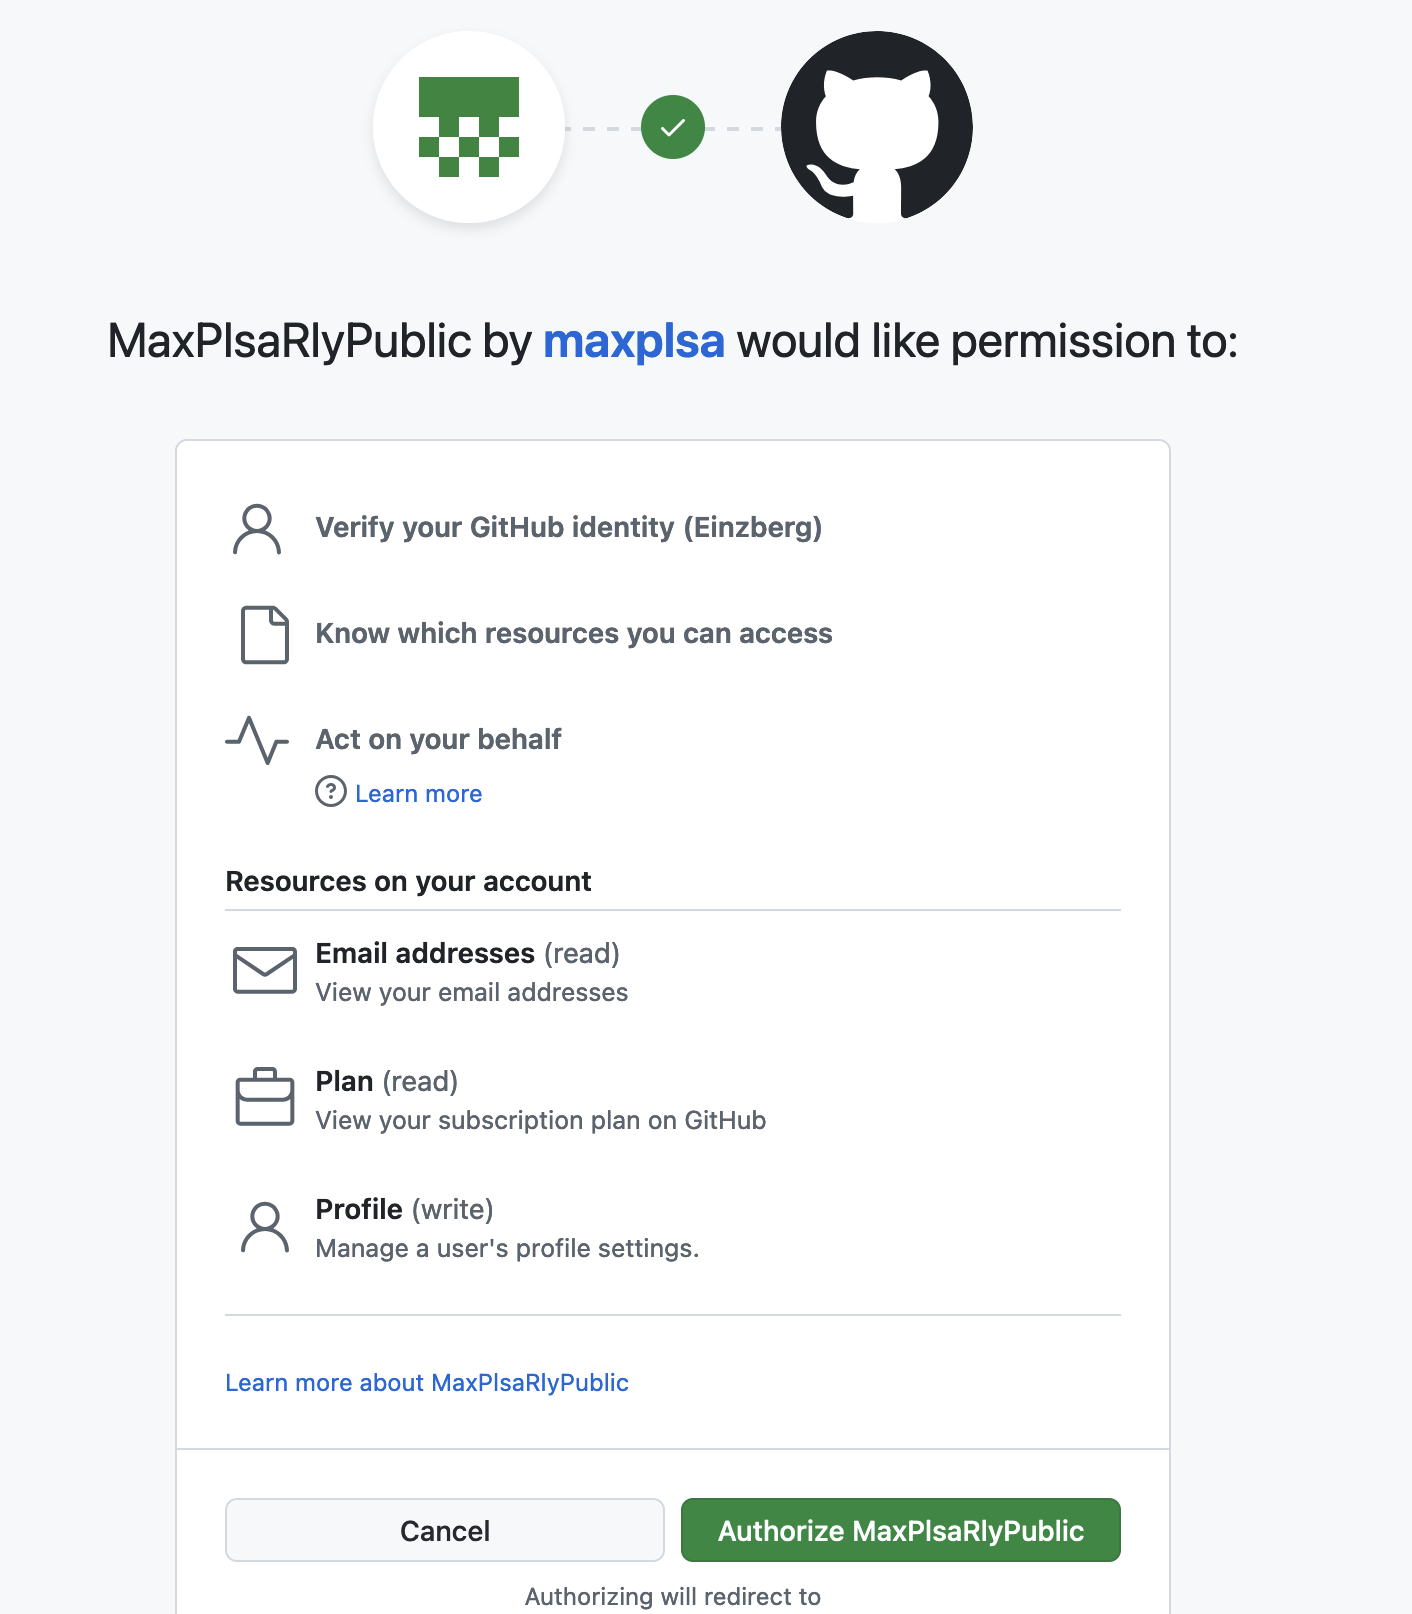 MaxPlsaRlyPublic by maxplsa would like permission to:
Verify your GitHub identity (Einzberg)
Know which resources you can access
Act on your behalf
Learn more
Resources on your account
Email addresses (read)
View your email addresses
Plan (read)
View your subscription plan on GitHub
Profile (write)
Manage a user's profile settings.
Learn more about MaxPlsaRlyPublic
Cancel
Authorize MaxPlsaRlyPublic
Authorizing will redirect to